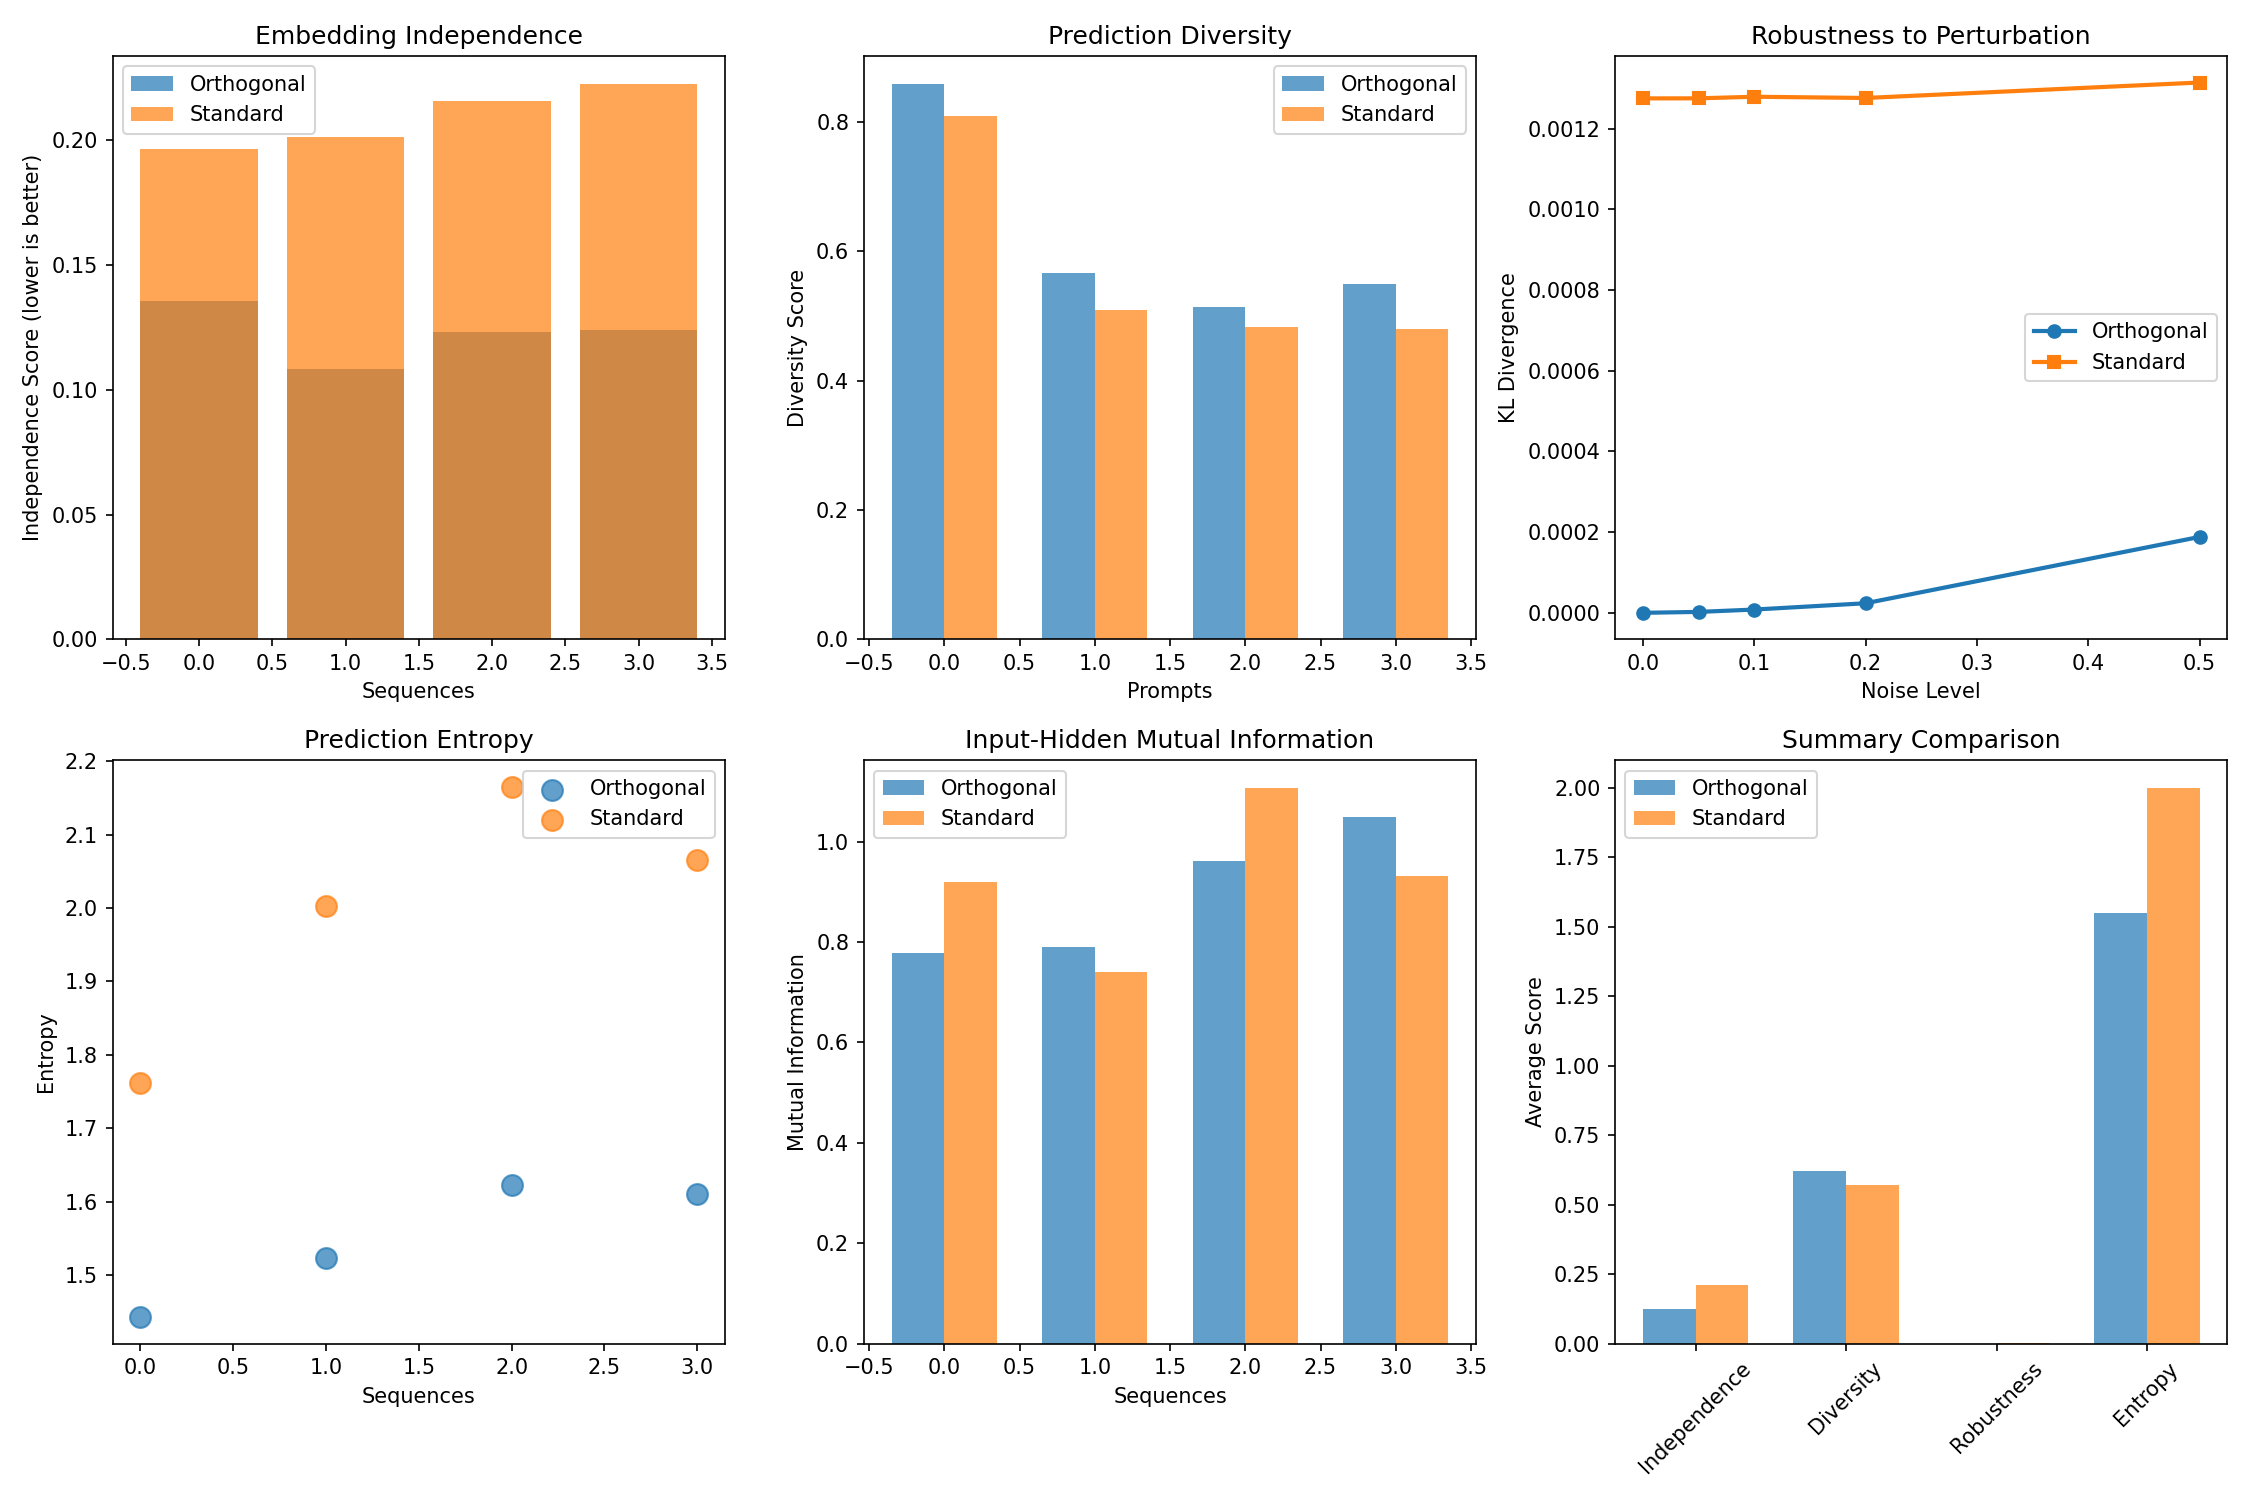 Embedding Independence
Orthogonal
Standard
Independence Score (lower is better)
0.20
0.15
0.10
0.05
0.00
−0.5 0.0 0.5 1.0 1.5 2.0 2.5 3.0 3.5
Sequences
Prediction Diversity
Orthogonal
Standard
Diversity Score
0.8
0.6
0.4
0.2
0.0
−0.5 0.0 0.5 1.0 1.5 2.0 2.5 3.0 3.5
Prompts
Robustness to Perturbation
Orthogonal
Standard
KL Divergence
0.0012
0.0010
0.0008
0.0006
0.0004
0.0002
0.0000
0.0 0.1 0.2 0.3 0.4 0.5
Noise Level
Prediction Entropy
Orthogonal
Standard
Entropy
2.2
2.1
2.0
1.9
1.8
1.7
1.6
1.5
0.0 0.5 1.0 1.5 2.0 2.5 3.0
Sequences
Input-Hidden Mutual Information
Orthogonal
Standard
Mutual Information
1.0
0.8
0.6
0.4
0.2
0.0
−0.5 0.0 0.5 1.0 1.5 2.0 2.5 3.0 3.5
Sequences
Summary Comparison
Orthogonal
Standard
Average Score
2.00
1.75
1.50
1.25
1.00
0.75
0.50
0.25
0.00
Independence
Diversity
Robustness
Entropy